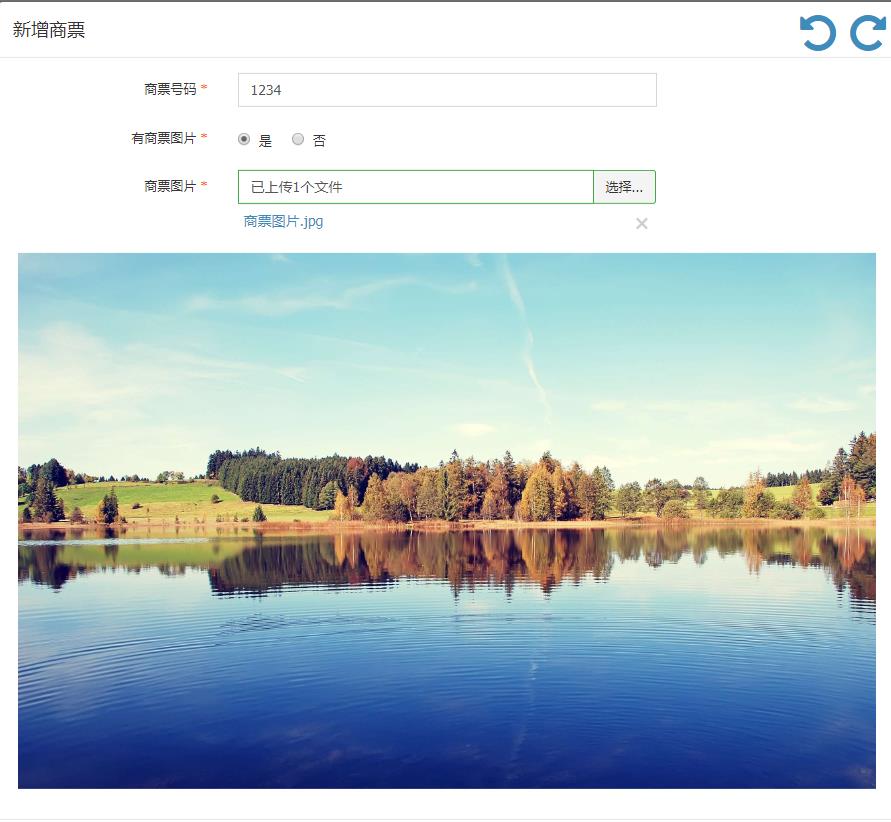 新增商票
商票号码 * 1234
有商票图片 * 是 否
商票图片 * 已上传1个文件 选择...
商票图片.jpg